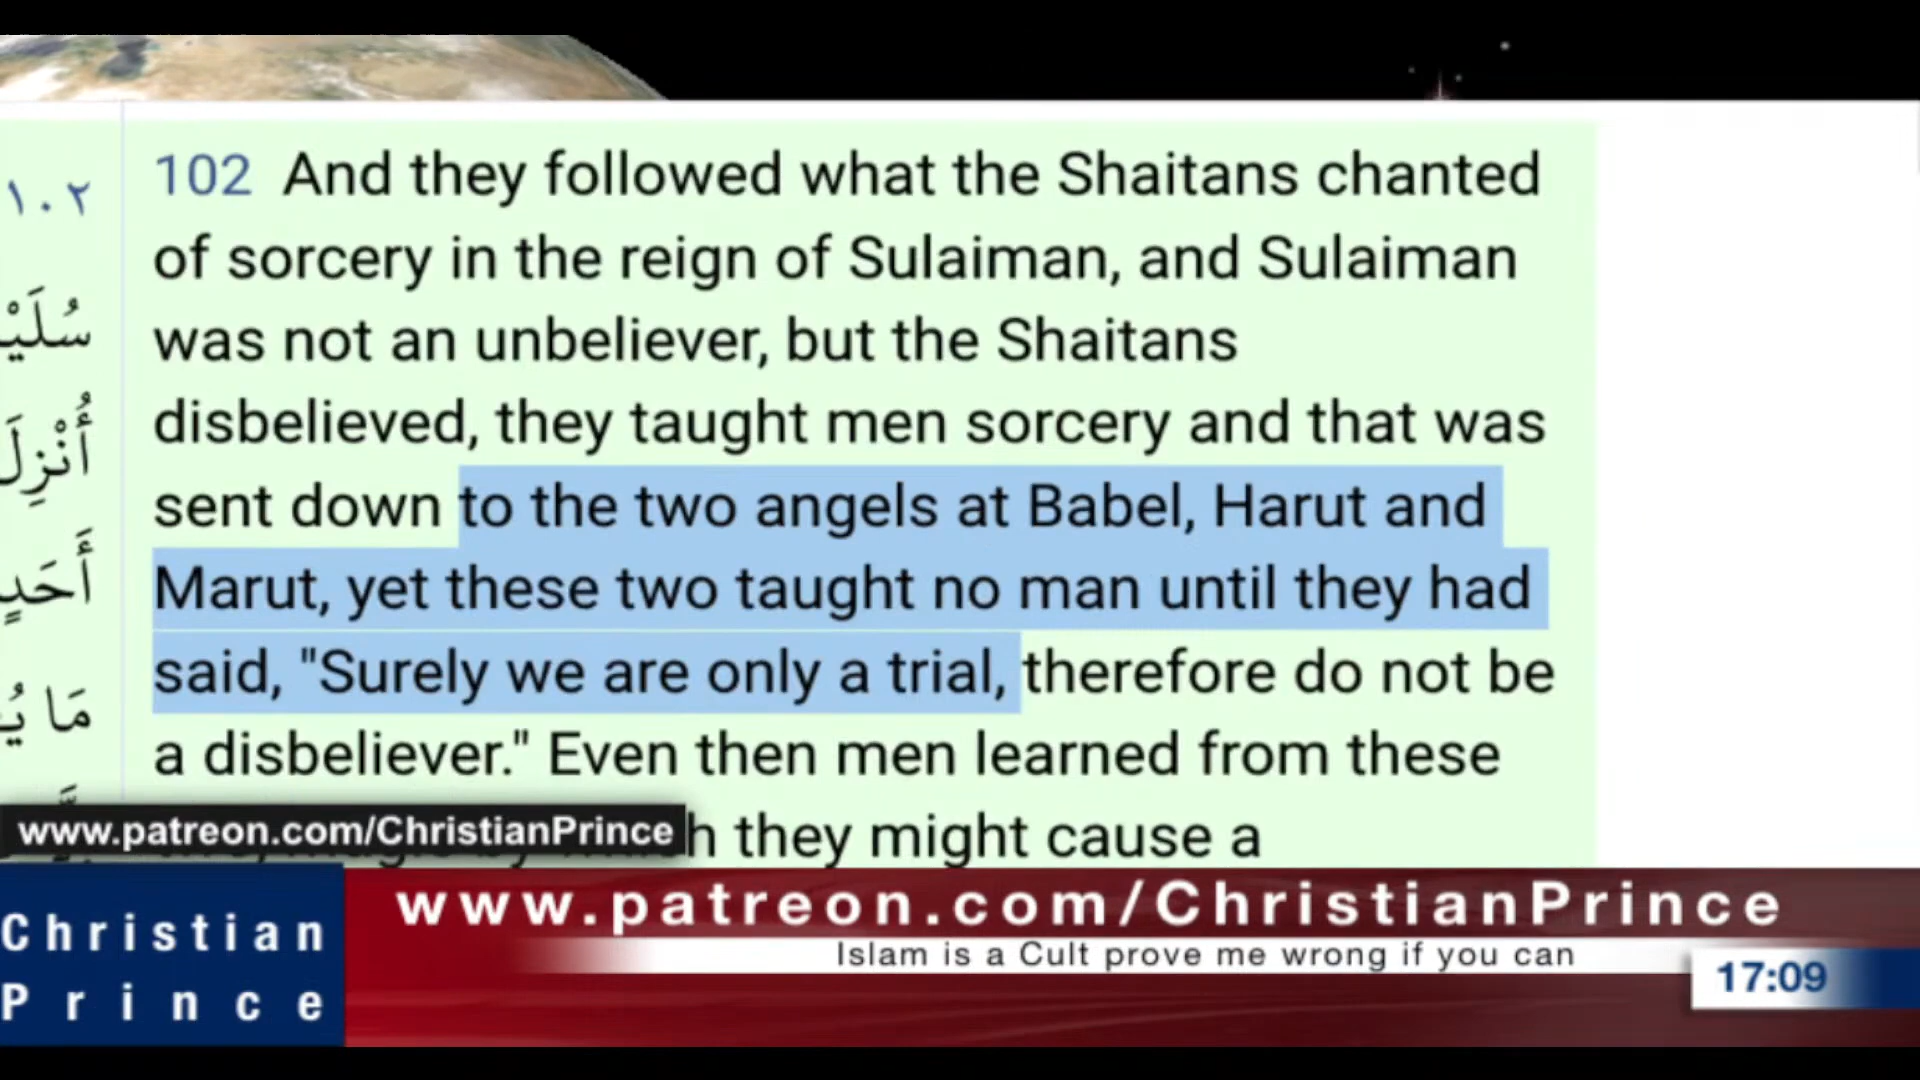 102 And they followed what the Shaitans chanted
of sorcery in the reign of Sulaiman, and Sulaiman
was not an unbeliever, but the Shaitans
disbelieved, they taught men sorcery and that was
sent down to the two angels at Babel, Harut and
Marut, yet these two taught no man until they had
said, "Surely we are only a trial, therefore do not be
a disbeliever." Even then men learned from these
they might cause a
١٠٢
أُنْزِلَ
أَحَدٍ
مَا
www.patreon.com/ChristianPrince
Christian
Prince
www.patreon.com/ChristianPrince
Islam is a Cult prove me wrong if you can
17:09